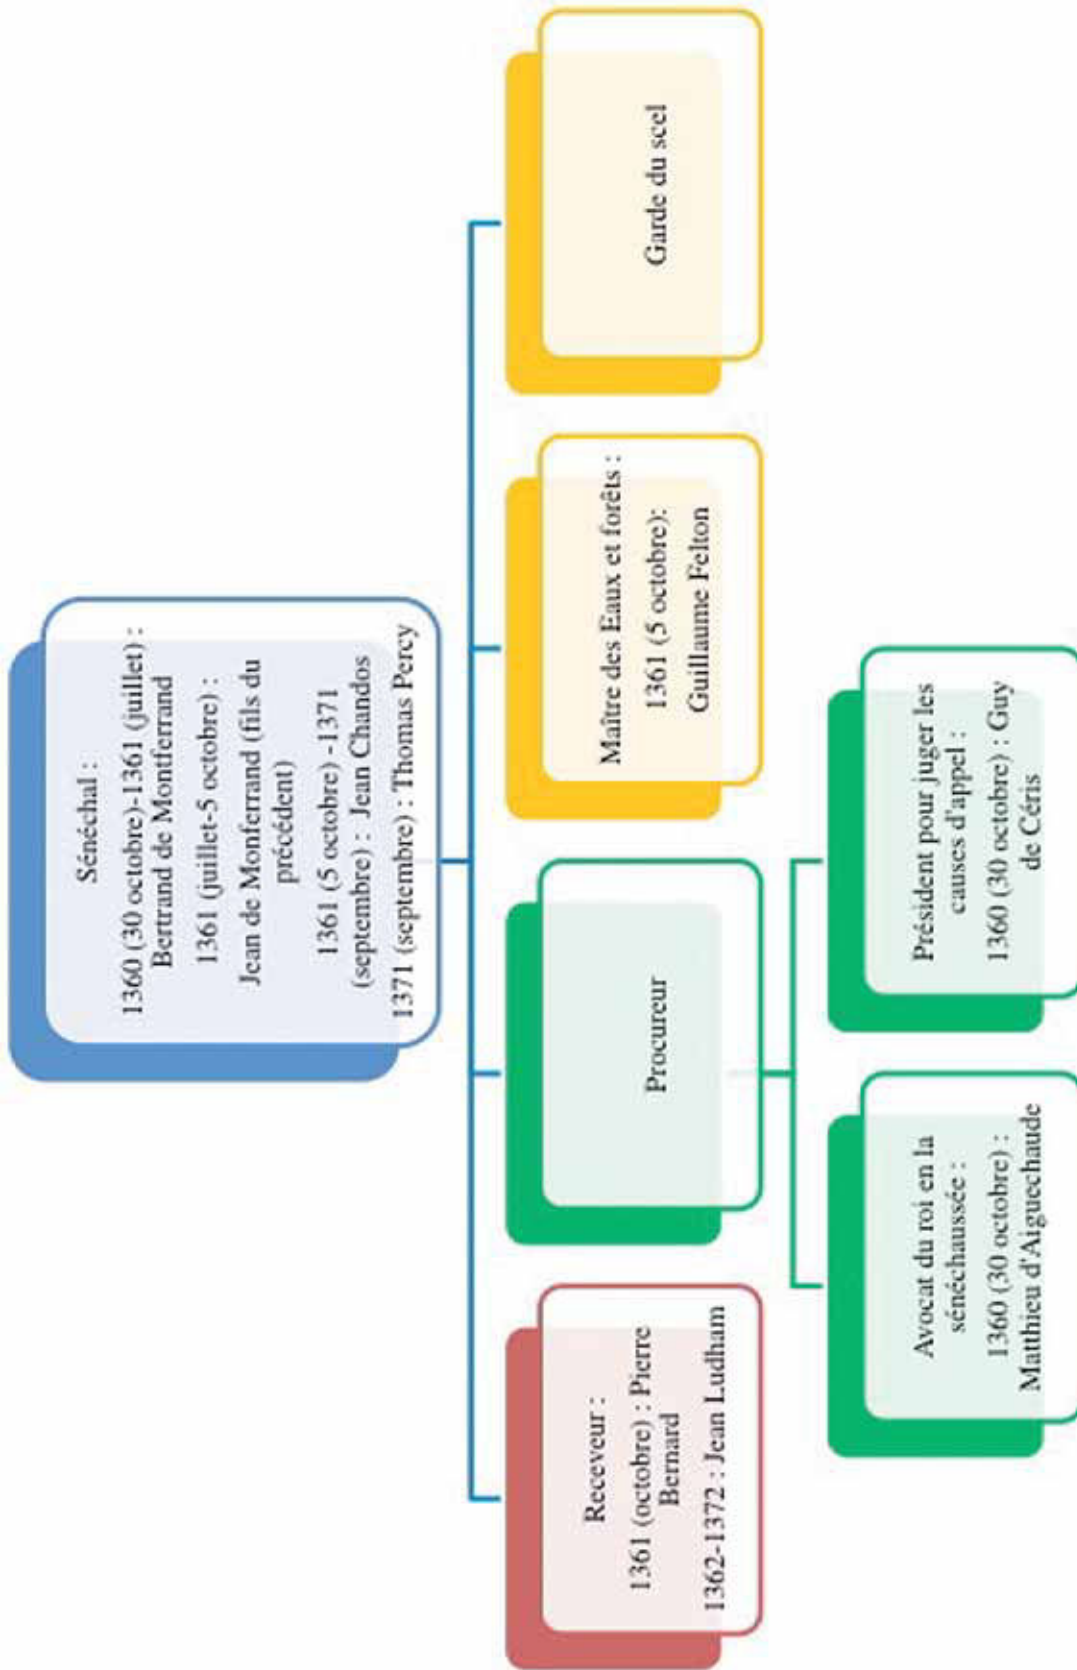 Sénéchal :
1360 (30 octobre)-1361 (juillet) :
Bertrand de Montferrand
1361 (juillet-5 octobre) :
Jean de Monferrand (fils du
précédent)
1361 (5 octobre) -1371
(septembre) : Jean Chandos
1371 (septembre) : Thomas Percy
Receveur :
1361 (octobre) : Pierre
Bernard
1362-1372 : Jean Ludham
Procureur
Maître des Eaux et forêts :
1361 (5 octobre):
Guillaume Felton
Garde du scel
Avocat du roi en la
sénéchaussée :
1360 (30 octobre) :
Matthieu d'Aiguechaude
Président pour juger les
causes d'appel :
1360 (30 octobre) : Guy
de Céris